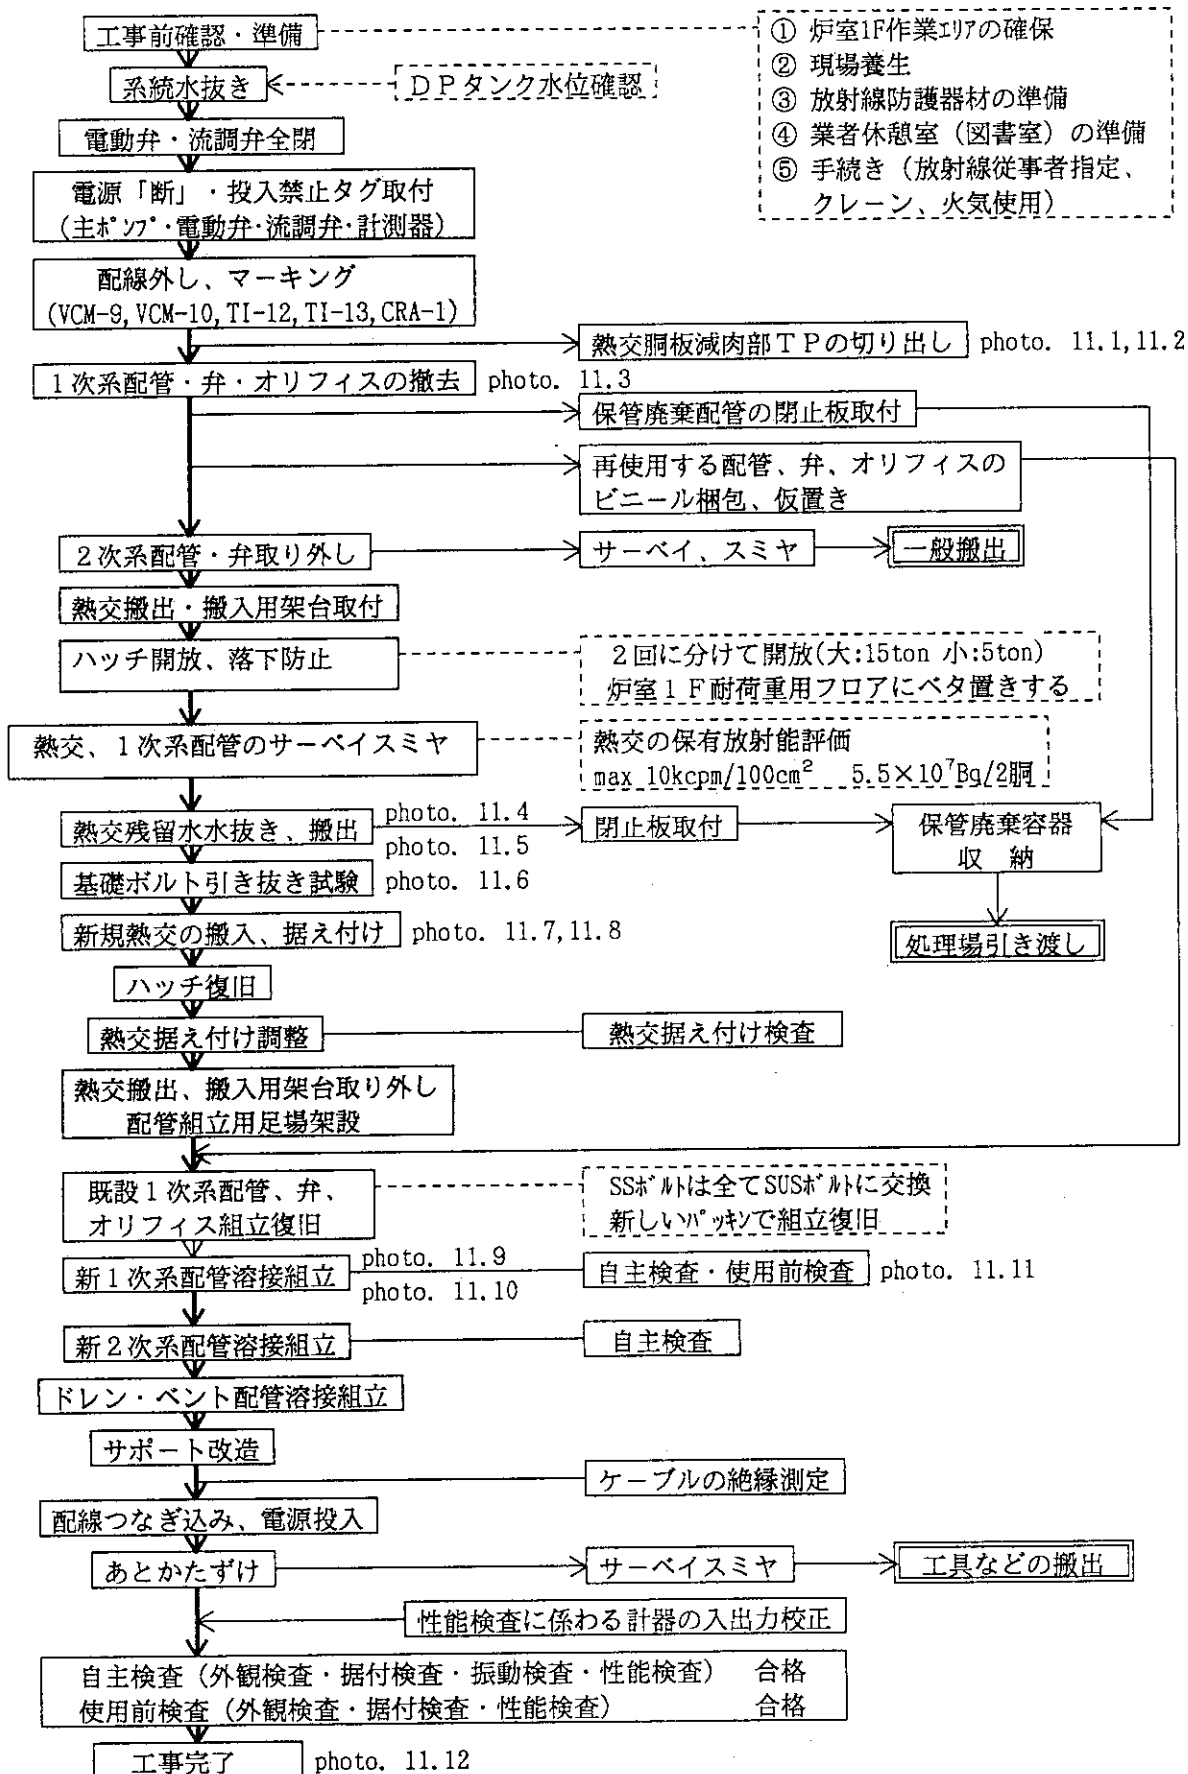 工事前確認・準備
① 炉室1F作業エリアの確保
② 現場養生
③ 放射線防護器材の準備
④ 業者休憩室（図書室）の準備
⑤ 手続き（放射線従事者指定、
クレーン、火気使用）
系統水抜き
ＤＰタンク水位確認
電動弁・流調弁全閉
電源「断」・投入禁止タグ取付
(主ポンプ・電動弁・流調弁・計測器)
配線外し、マーキング
(VCM-9,VCM-10,TI-12,TI-13,CRA-1)
熱交胴板減肉部ＴＰの切り出し photo. 11.1,11.2
１次系配管・弁・オリフィスの撤去 photo. 11.3
保管廃棄配管の閉止板取付
再使用する配管、弁、オリフィスの
ビニール梱包、仮置き
２次系配管・弁取り外し
サーベイ、スミヤ
一般搬出
熱交搬出・搬入用架台取付
ハッチ開放、落下防止
２回に分けて開放(大:15ton 小:5ton)
炉室１Ｆ耐荷重用フロアにベタ置きする
熱交、１次系配管のサーベイスミヤ
熱交の保有放射能評価
max 10kcpm/100cm² 5.5×10⁷Bq/2胴
熱交残留水水抜き、搬出
photo. 11.4
photo. 11.5
閉止板取付
保管廃棄容器
収　納
基礎ボルト引き抜き試験 photo. 11.6
新規熱交の搬入、据え付け photo. 11.7,11.8
処理場引き渡し
ハッチ復旧
熱交据え付け調整
熱交据え付け検査
熱交搬出、搬入用架台取り外し
配管組立用足場架設
既設１次系配管、弁、
オリフィス組立復旧
SSボルトは全てSUSボルトに交換
新しいパッキンで組立復旧
新１次系配管溶接組立
photo. 11.9
photo. 11.10
自主検査・使用前検査 photo. 11.11
新２次系配管溶接組立
自主検査
ドレン・ベント配管溶接組立
サポート改造
ケーブルの絶縁測定
配線つなぎ込み、電源投入
あとかたずけ
サーベイスミヤ
工具などの搬出
性能検査に係わる計器の入出力校正
自主検査（外観検査・据付検査・振動検査・性能検査）　合格
使用前検査（外観検査・据付検査・性能検査）　合格
工事完了 photo. 11.12